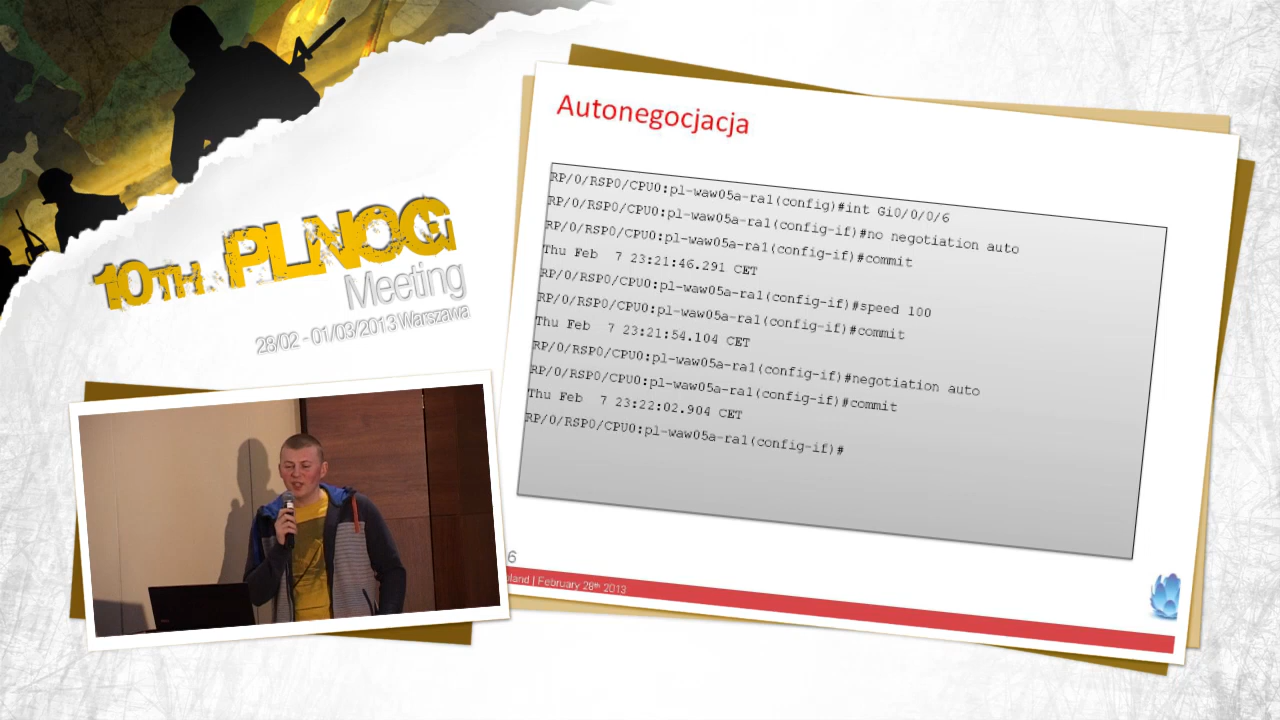 10TH. PLNOG
Meeting
28/02 - 01/03/2013 Warszawa
Autonegocjacja
RP/0/RSP0/CPU0:pl-waw05a-ra1(config)#int Gi0/0/0/6
RP/0/RSP0/CPU0:pl-waw05a-ra1(config-if)#no negotiation auto
RP/0/RSP0/CPU0:pl-waw05a-ra1(config-if)#commit
Thu Feb  7 23:21:46.291 CET
RP/0/RSP0/CPU0:pl-waw05a-ra1(config-if)#speed 100
RP/0/RSP0/CPU0:pl-waw05a-ra1(config-if)#commit
Thu Feb  7 23:21:54.104 CET
RP/0/RSP0/CPU0:pl-waw05a-ra1(config-if)#negotiation auto
RP/0/RSP0/CPU0:pl-waw05a-ra1(config-if)#commit
Thu Feb  7 23:22:02.904 CET
RP/0/RSP0/CPU0:pl-waw05a-ra1(config-if)#
6
| February 28th 2013